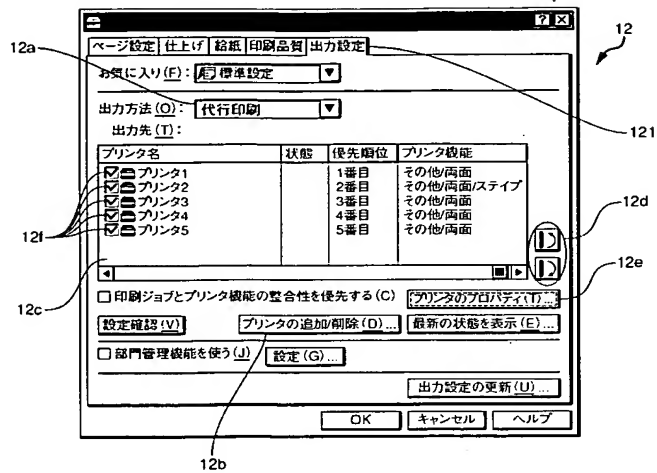 12
12a
ページ設定 仕上げ 給紙 印刷品質 出力設定
お気に入り(F): 標準設定
121
出力方法(O): 代行印刷
出力先(T):
プリンタ名 状態 優先順位 プリンタ機能
プリンタ1 1番目 その他/両面
プリンタ2 2番目 その他/両面/ステイプ
プリンタ3 3番目 その他/両面
プリンタ4 4番目 その他/両面
プリンタ5 5番目 その他/両面
12f
12d
12e
12c
印刷ジョブとプリンタ機能の整合性を優先する(C) プリンタのプロパティ(T)...
設定確認(V) プリンタの追加/削除(D)... 最新の状態を表示(E)...
部門管理機能を使う(J) 設定(G)...
出力設定の更新(U)...
OK キャンセル ヘルプ
12b